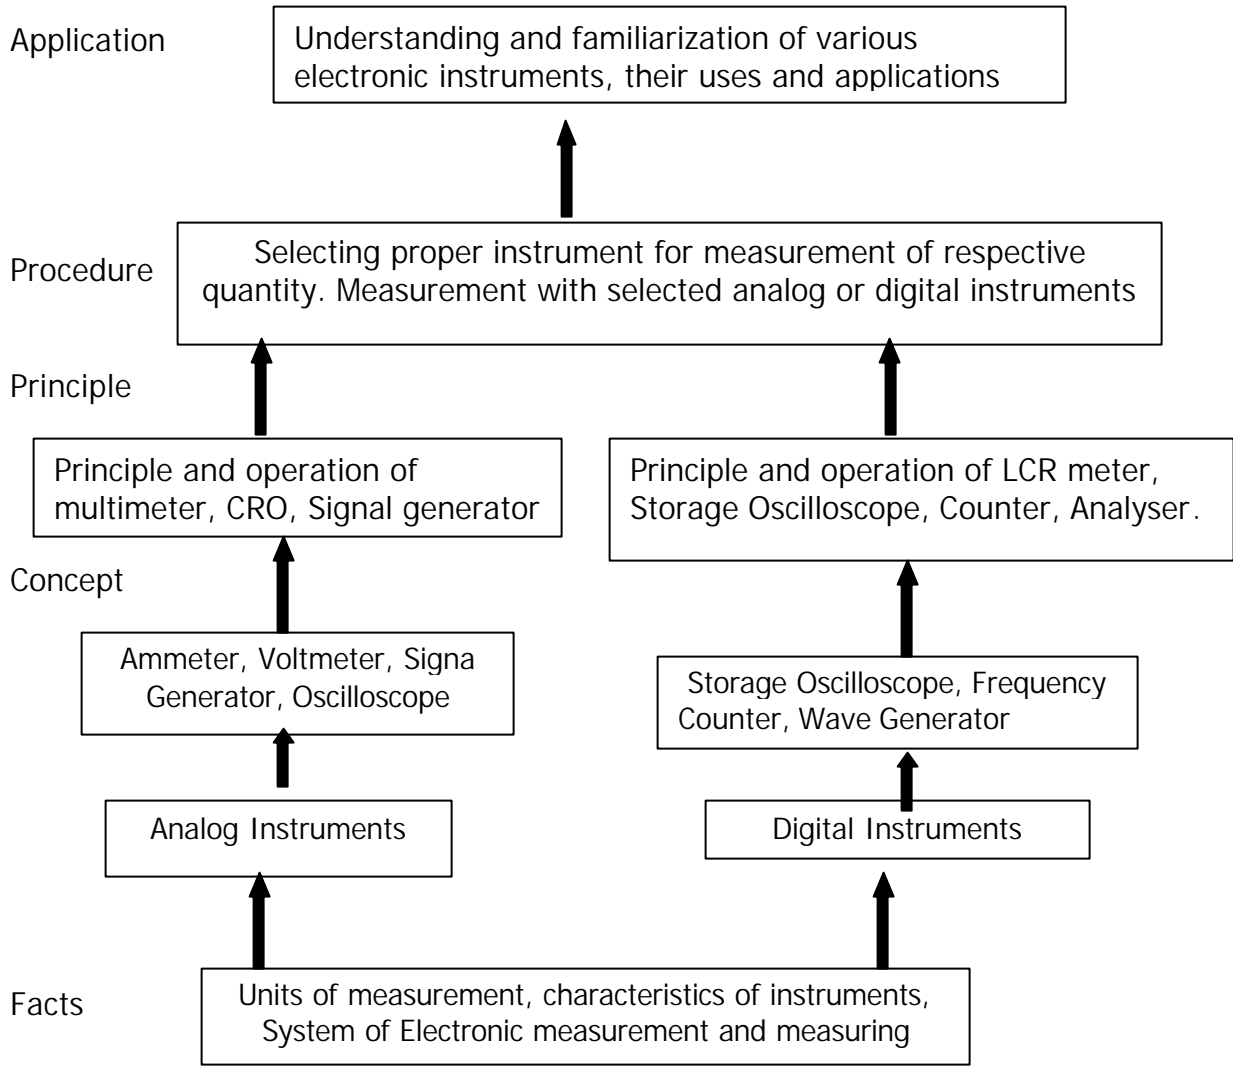 Application
Understanding and familiarization of various
electronic instruments, their uses and applications
Procedure
Selecting proper instrument for measurement of respective
quantity. Measurement with selected analog or digital instruments
Principle
Principle and operation of
multimeter, CRO, Signal generator
Principle and operation of LCR meter,
Storage Oscilloscope, Counter, Analyser.
Concept
Ammeter, Voltmeter, Signa
Generator, Oscilloscope
Storage Oscilloscope, Frequency
Counter, Wave Generator
Analog Instruments
Digital Instruments
Facts
Units of measurement, characteristics of instruments,
System of Electronic measurement and measuring